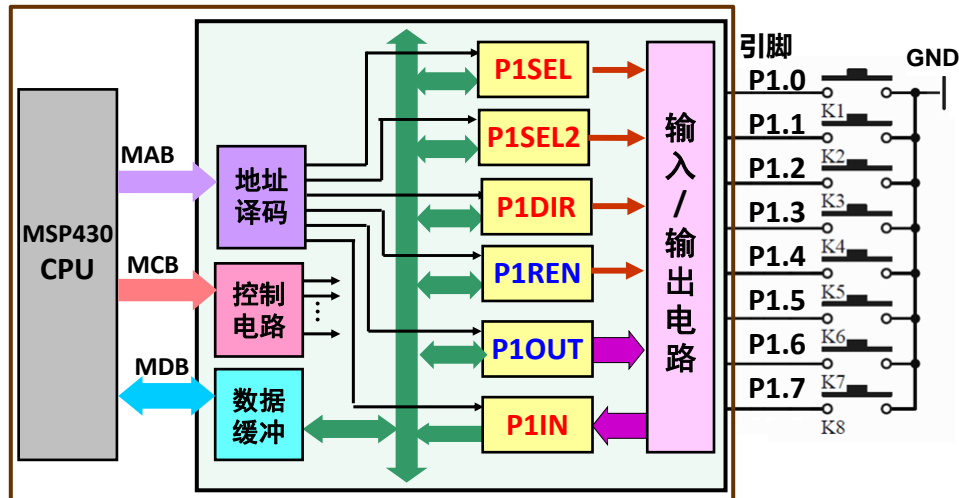 MSP430
CPU
MAB
MCB
MDB
地址
译码
控制
电路
数据
缓冲
P1SEL
P1SEL2
P1DIR
P1REN
P1OUT
P1IN
输入/输出电路
引脚
GND
P1.0
K1
P1.1
K2
P1.2
K3
P1.3
K4
P1.4
K5
P1.5
K6
P1.6
K7
P1.7
K8